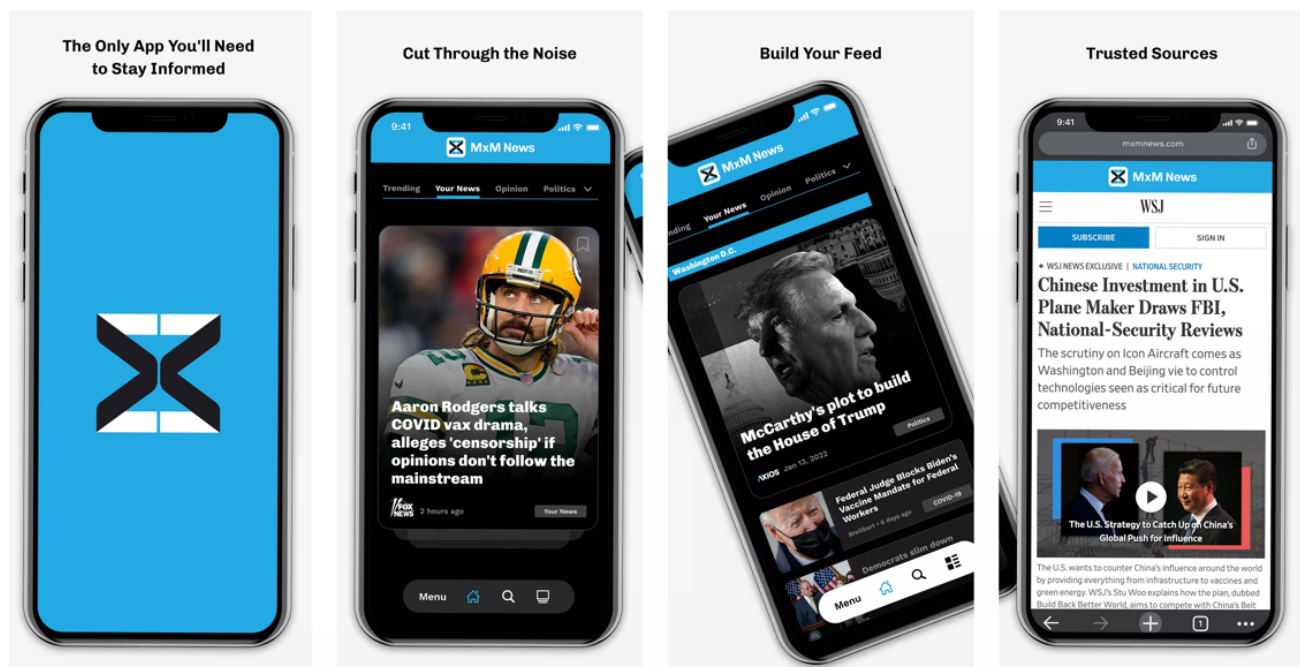 The Only App You'll Need
to Stay Informed
Cut Through the Noise
9:41
MxM News
Trending Your News Opinion Politics
Aaron Rodgers talks
COVID vax drama,
alleges 'censorship' if
opinions don't follow the
mainstream
FOX
NEWS
2 hours ago
Your News
Menu
Build Your Feed
MxM News
nding Your News Opinion Politics
Washington D.C.
McCarthy's plot to build
the House of Trump
AXIOS Jan 13, 2022
Politics
Federal Judge Blocks Biden's
Vaccine Mandate for Federal
Workers
Breitbart • 6 days ago
COVID-19
Democrats slim down
Menu
Trusted Sources
9:41
mxmnews.com
MxM News
WSJ
SUBSCRIBE
SIGN IN
WSJ NEWS EXCLUSIVE | NATIONAL SECURITY
Chinese Investment in U.S.
Plane Maker Draws FBI,
National-Security Reviews
The scrutiny on Icon Aircraft comes as
Washington and Beijing vie to control
technologies seen as critical for future
competitiveness
The U.S. Strategy to Catch Up on China's
Global Push for Influence
The U.S. wants to counter China's influence around the world
by providing everything from infrastructure to vaccines and
green energy. WSJ's Stu Woo explains how the plan, dubbed
Build Back Better World, aims to compete with China's Belt
1